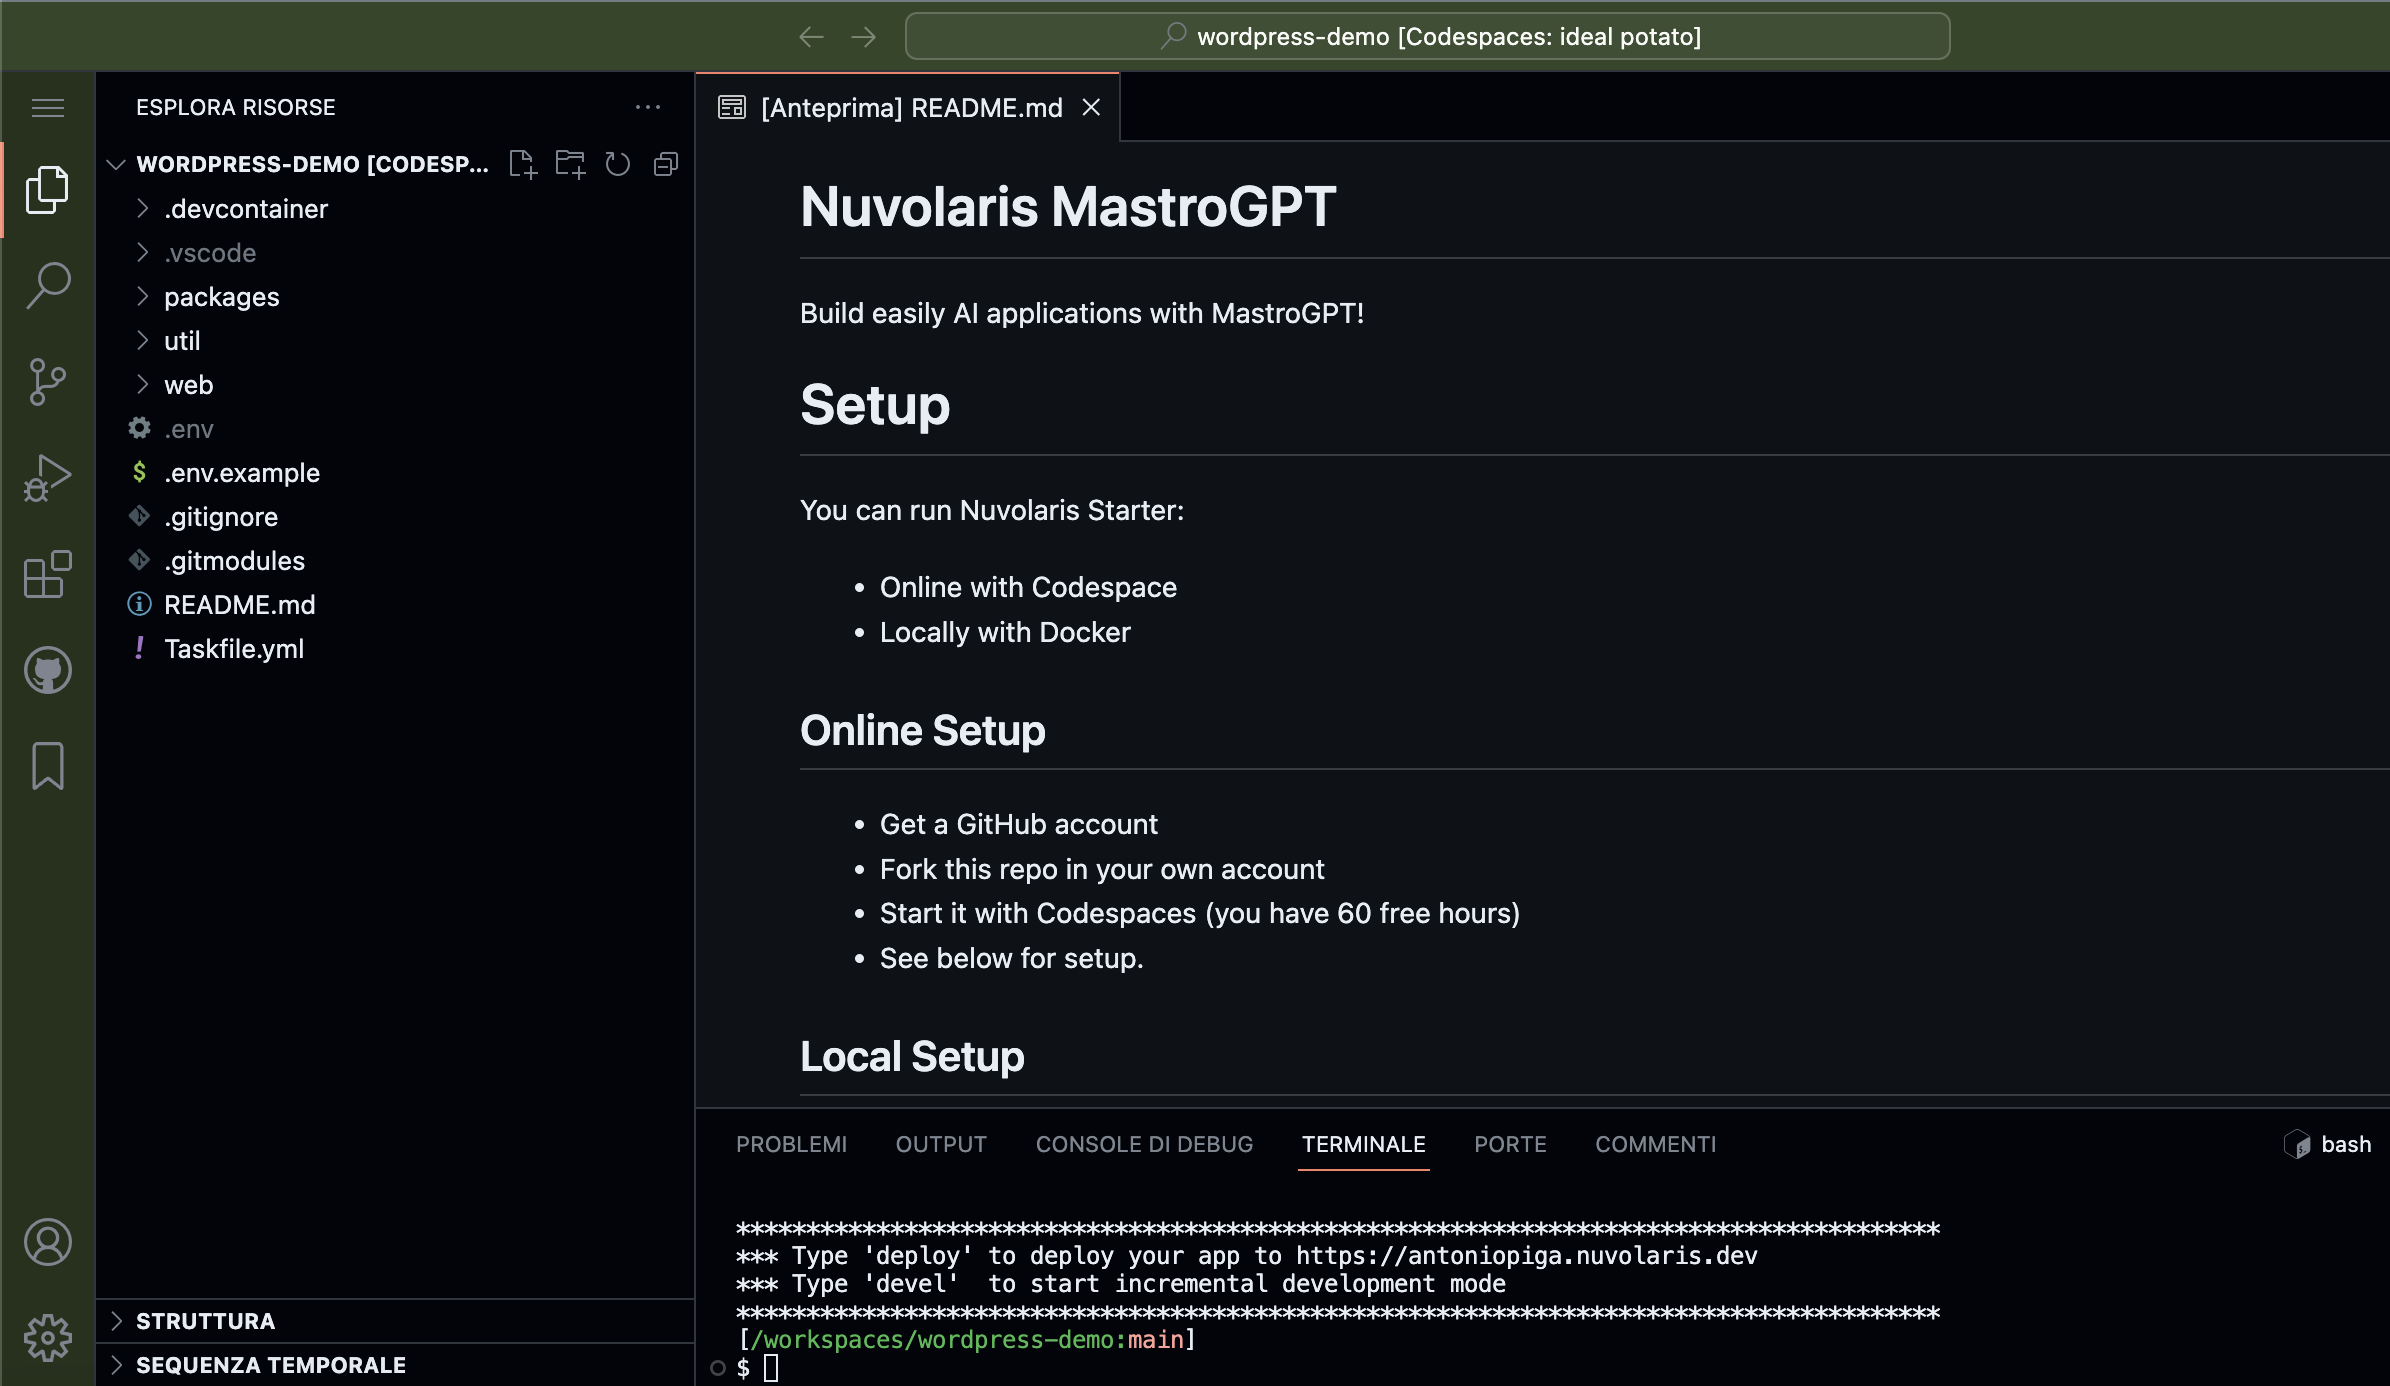 wordpress-demo [Codespaces: ideal potato]
ESPLORA RISORSE
WORDPRESS-DEMO [CODESP...
.devcontainer
.vscode
packages
util
web
.env
.env.example
.gitignore
.gitmodules
README.md
Taskfile.yml
STRUTTURA
SEQUENZA TEMPORALE
[Anteprima] README.md
Nuvolaris MastroGPT
Build easily AI applications with MastroGPT!
Setup
You can run Nuvolaris Starter:
• Online with Codespace
• Locally with Docker
Online Setup
• Get a GitHub account
• Fork this repo in your own account
• Start it with Codespaces (you have 60 free hours)
• See below for setup.
Local Setup
PROBLEMI OUTPUT CONSOLE DI DEBUG TERMINALE PORTE COMMENTI bash
**************************************************************************************
*** Type 'deploy' to deploy your app to https://antoniopiga.nuvolaris.dev
*** Type 'devel'  to start incremental development mode
**************************************************************************************
[/workspaces/wordpress-demo:main]
$